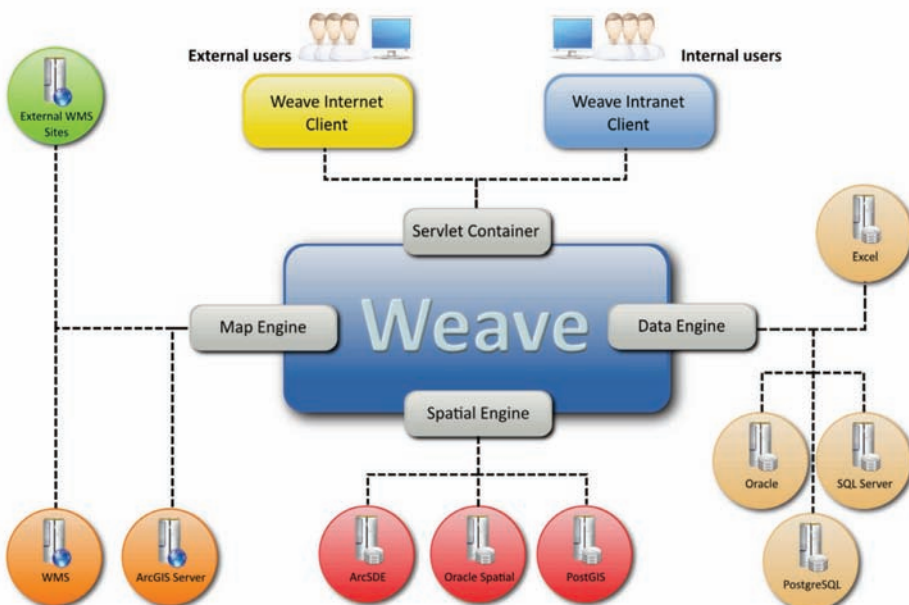 External users
Internal users
Weave Internet
Client
Weave Intranet
Client
External WMS
Sites
Servlet Container
Excel
Map Engine
Weave
Data Engine
Spatial Engine
Oracle
SQL Server
WMS
ArcGIS Server
ArcSDE
Oracle Spatial
PostGIS
PostgreSQL